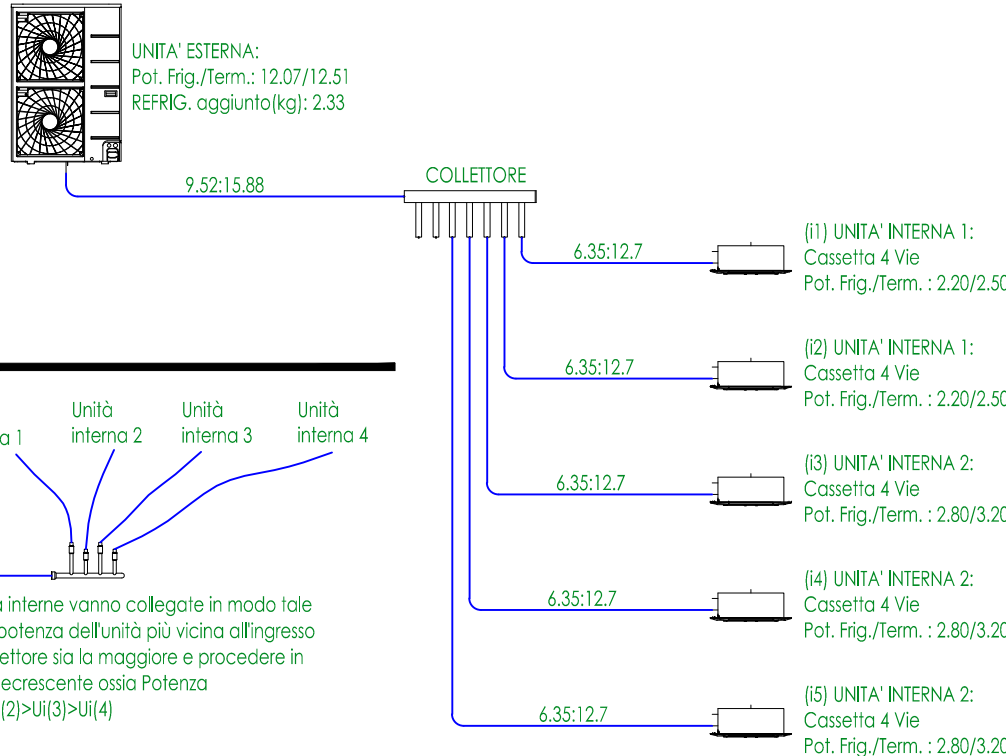 UNITA' ESTERNA:
Pot. Frig./Term.: 12.07/12.51
REFRIG. aggiunto(kg): 2.33
9.52:15.88
COLLETTORE
6.35:12.7
(i1) UNITA' INTERNA 1:
Cassetta 4 Vie
Pot. Frig./Term. : 2.20/2.50
6.35:12.7
(i2) UNITA' INTERNA 1:
Cassetta 4 Vie
Pot. Frig./Term. : 2.20/2.50
6.35:12.7
(i3) UNITA' INTERNA 2:
Cassetta 4 Vie
Pot. Frig./Term. : 2.80/3.20
6.35:12.7
(i4) UNITA' INTERNA 2:
Cassetta 4 Vie
Pot. Frig./Term. : 2.80/3.20
6.35:12.7
(i5) UNITA' INTERNA 2:
Cassetta 4 Vie
Pot. Frig./Term. : 2.80/3.20
a 1
Unità
interna 2
Unità
interna 3
Unità
interna 4
a interne vanno collegate in modo tale
potenza dell'unità più vicina all'ingresso
ettore sia la maggiore e procedere in
ecrescente ossia Potenza
(2)>Ui(3)>Ui(4)